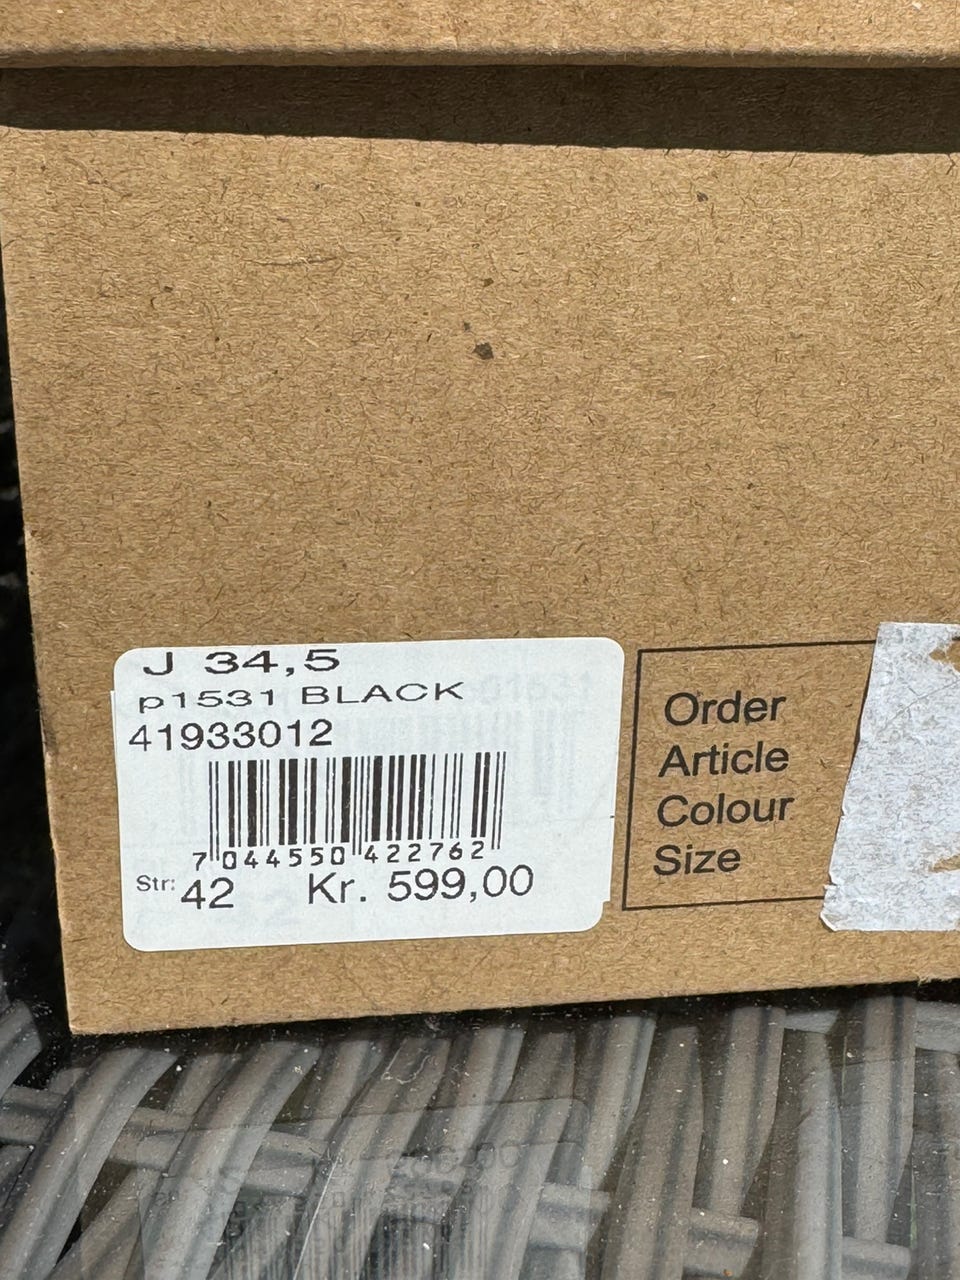 J 34,5
p1531 BLACK
41933012
7 044550 422762
Str: 42 Kr. 599,00
Order
Article
Colour
Size